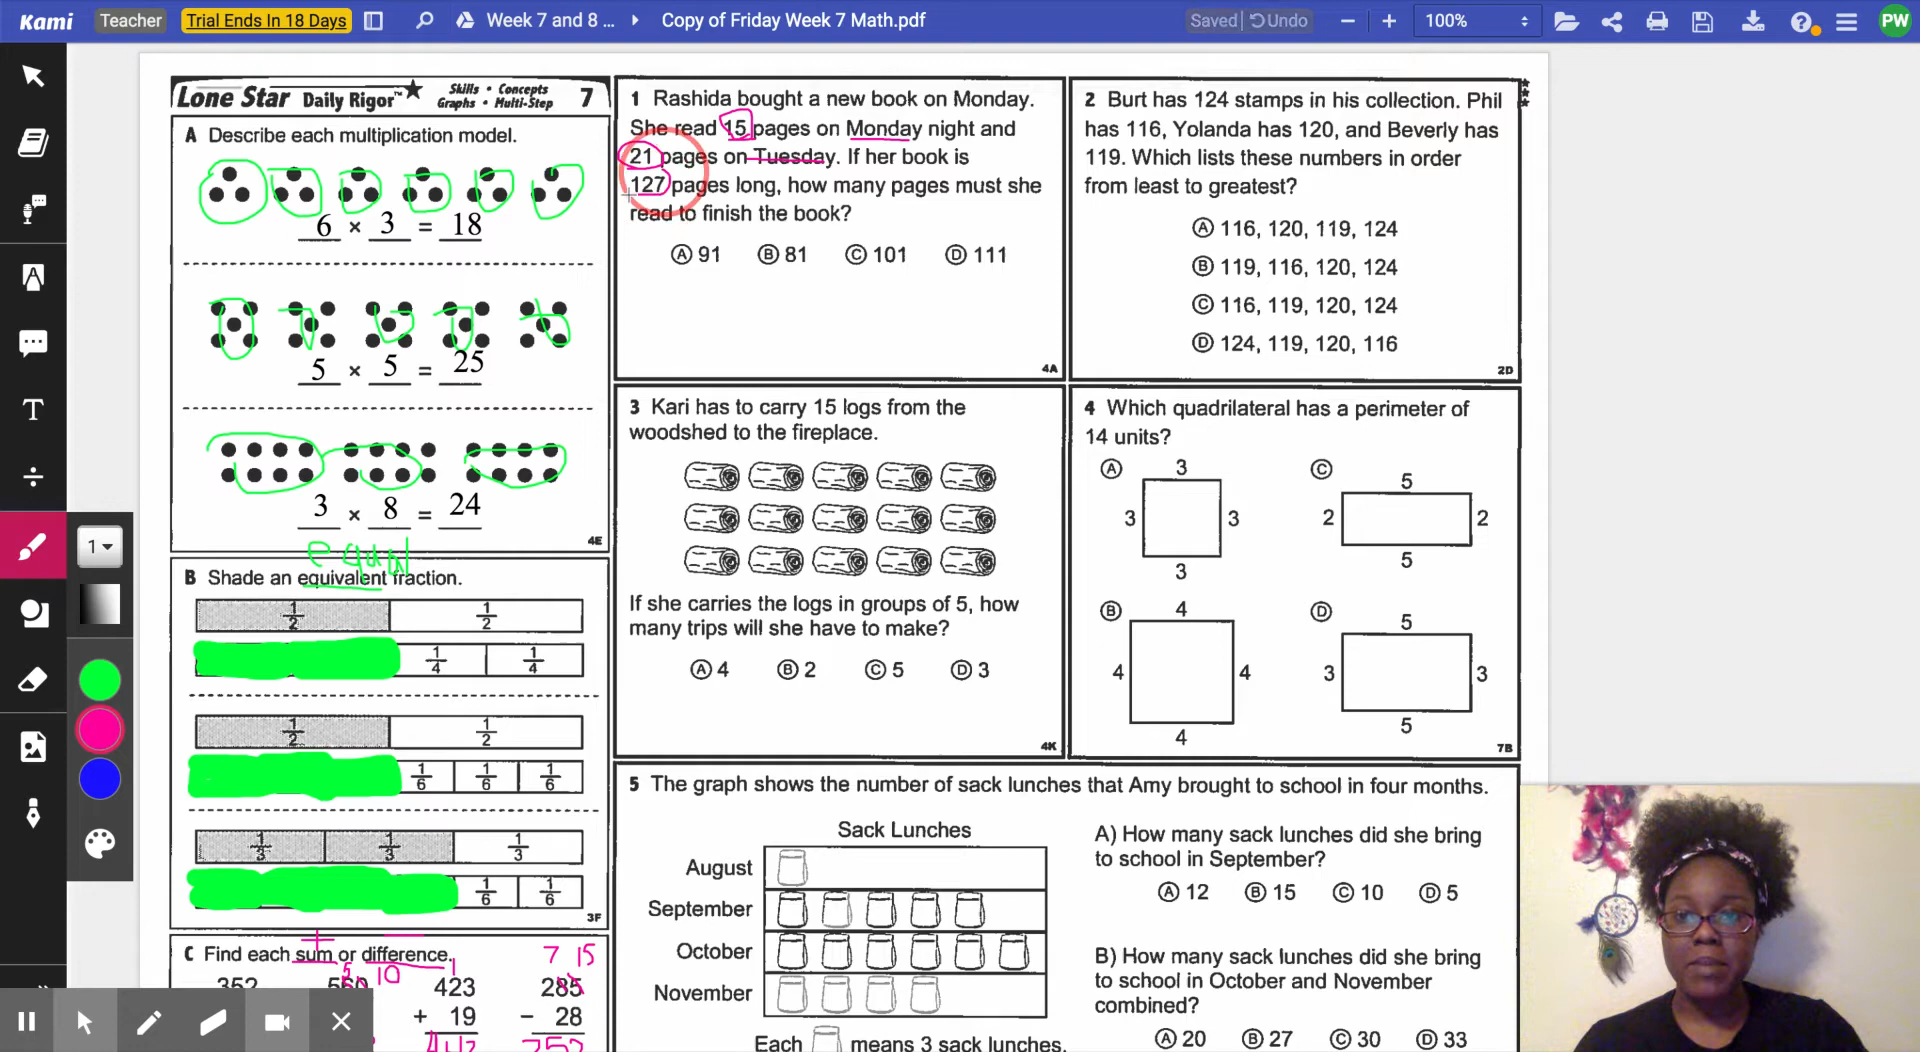 Kami Teacher Trial Ends In 18 Days Week 7 and 8 ... Copy of Friday Week 7 Math.pdf Saved Undo 100% PW
Lone Star Daily Rigor™ Skills • Concepts Graphs • Multi-Step 7
A Describe each multiplication model.
6 × 3 = 18
5 × 5 = 25
3 × 8 = 24
4E
equal
B Shade an equivalent fraction.
1/2 1/2
1/4 1/4
1/2 1/2
1/6 1/6 1/6
1/3 1/3 1/3
1/6 1/6
3F
C Find each sum or difference.
7 15
10 1
352 560 423 285
+ 19 - 28
442
1 Rashida bought a new book on Monday.
She read 15 pages on Monday night and
21 pages on Tuesday. If her book is
127 pages long, how many pages must she
read to finish the book?
A 91 B 81 C 101 D 111
4A
2 Burt has 124 stamps in his collection. Phil
has 116, Yolanda has 120, and Beverly has
119. Which lists these numbers in order
from least to greatest?
A 116, 120, 119, 124
B 119, 116, 120, 124
C 116, 119, 120, 124
D 124, 119, 120, 116
2D
3 Kari has to carry 15 logs from the
woodshed to the fireplace.
If she carries the logs in groups of 5, how
many trips will she have to make?
A 4 B 2 C 5 D 3
4K
4 Which quadrilateral has a perimeter of
14 units?
A 3 3 3 3
C 5 2 2 5
B 4 4 4 4
D 5 3 3 5
7B
5 The graph shows the number of sack lunches that Amy brought to school in four months.
Sack Lunches
August
September
October
November
Each means 3 sack lunches.
A) How many sack lunches did she bring
to school in September?
A 12 B 15 C 10 D 5
B) How many sack lunches did she bring
to school in October and November
combined?
A 20 B 27 C 30 D 33
T
1